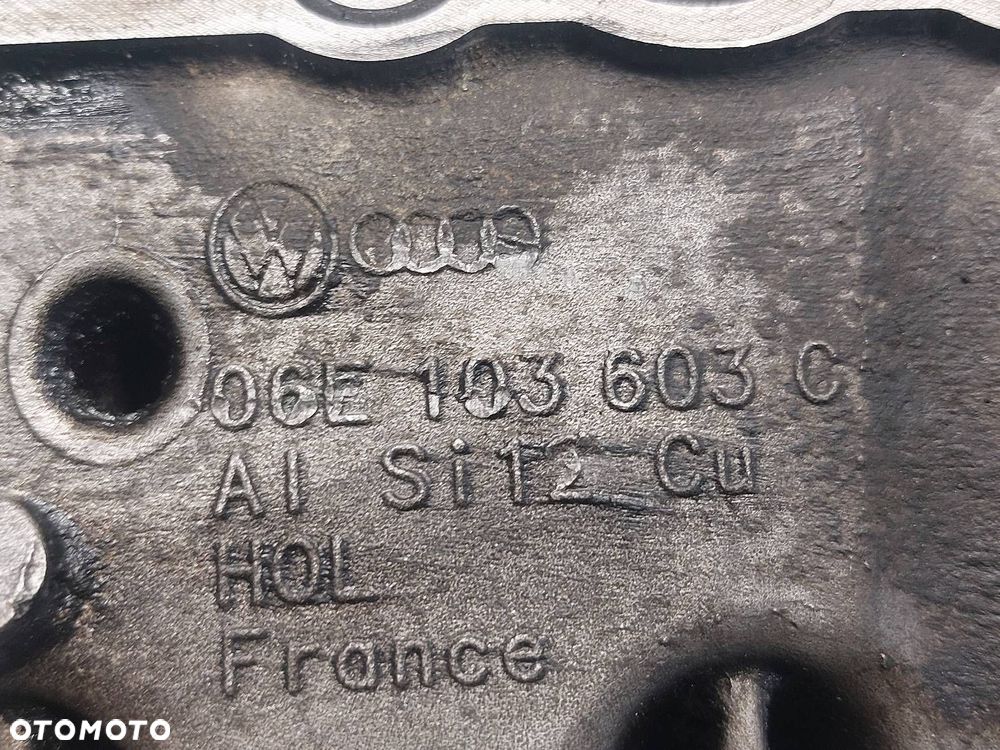 06E 103 603 C
Al Si12 Cu
HOL
France
OTOMOTO